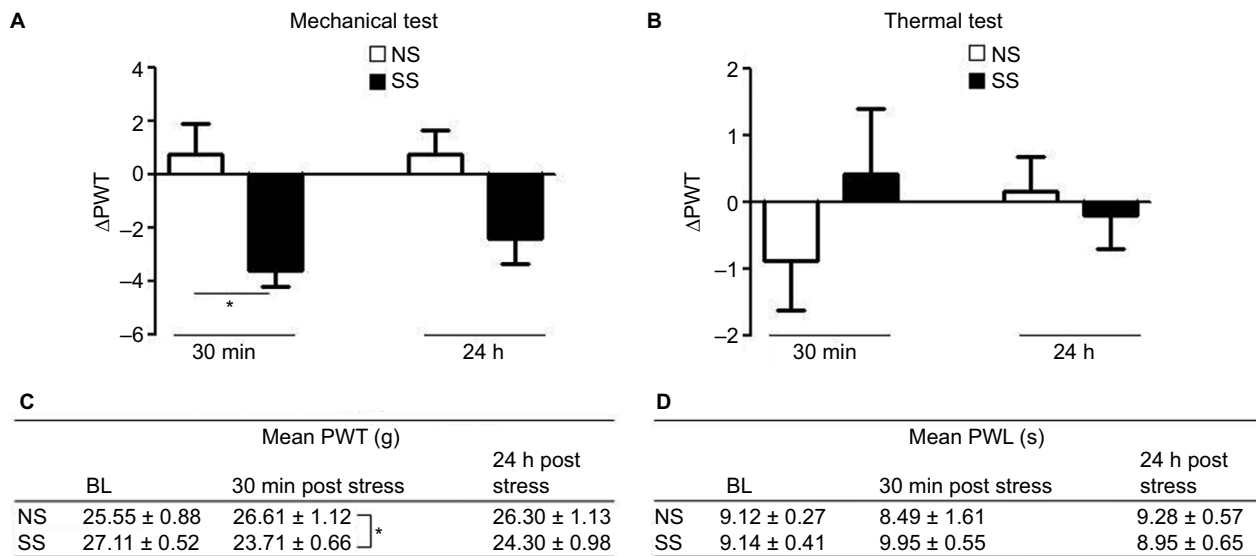 A
Mechanical test
NS
SS
4
2
0
–2
–4
–6
ΔPWT
*
30 min
24 h
B
Thermal test
NS
SS
2
1
0
–1
–2
ΔPWT
30 min
24 h
C
Mean PWT (g)
BL 30 min post stress 24 h post stress
NS 25.55 ± 0.88 26.61 ± 1.12 26.30 ± 1.13
*
SS 27.11 ± 0.52 23.71 ± 0.66 24.30 ± 0.98
D
Mean PWL (s)
BL 30 min post stress 24 h post stress
NS 9.12 ± 0.27 8.49 ± 1.61 9.28 ± 0.57
SS 9.14 ± 0.41 9.95 ± 0.55 8.95 ± 0.65